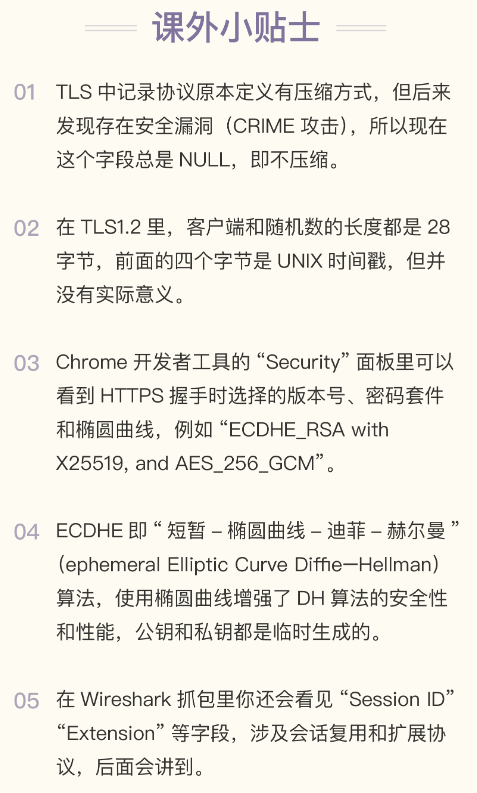 课外小贴士
01 TLS 中记录协议原本定义有压缩方式，但后来
发现存在安全漏洞（CRIME 攻击），所以现在
这个字段总是 NULL，即不压缩。
02 在 TLS1.2 里，客户端和随机数的长度都是 28
字节，前面的四个字节是 UNIX 时间戳，但并
没有实际意义。
03 Chrome 开发者工具的 “Security” 面板里可以
看到 HTTPS 握手时选择的版本号、密码套件
和椭圆曲线，例如 “ECDHE_RSA with
X25519, and AES_256_GCM”。
04 ECDHE 即 “ 短暂 – 椭圆曲线 – 迪菲 – 赫尔曼 ”
（ephemeral Elliptic Curve Diffie—Hellman）
算法，使用椭圆曲线增强了 DH 算法的安全性
和性能，公钥和私钥都是临时生成的。
05 在 Wireshark 抓包里你还会看见 “Session ID”
“Extension” 等字段，涉及会话复用和扩展协
议，后面会讲到。